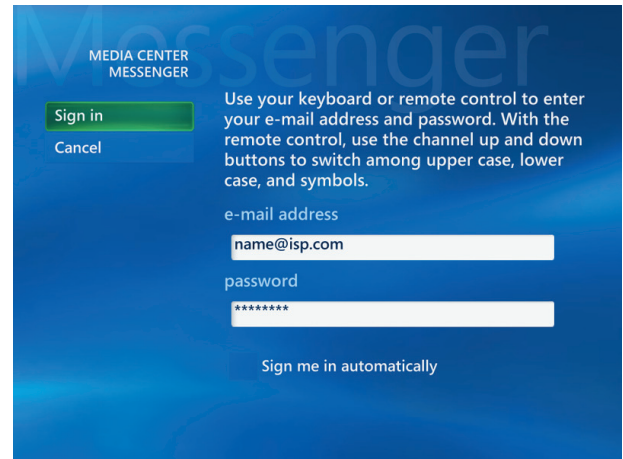 Messenger
MEDIA CENTER
MESSENGER
Sign in
Cancel
Use your keyboard or remote control to enter
your e-mail address and password. With the
remote control, use the channel up and down
buttons to switch among upper case, lower
case, and symbols.
e-mail address
name@isp.com
password
********
Sign me in automatically